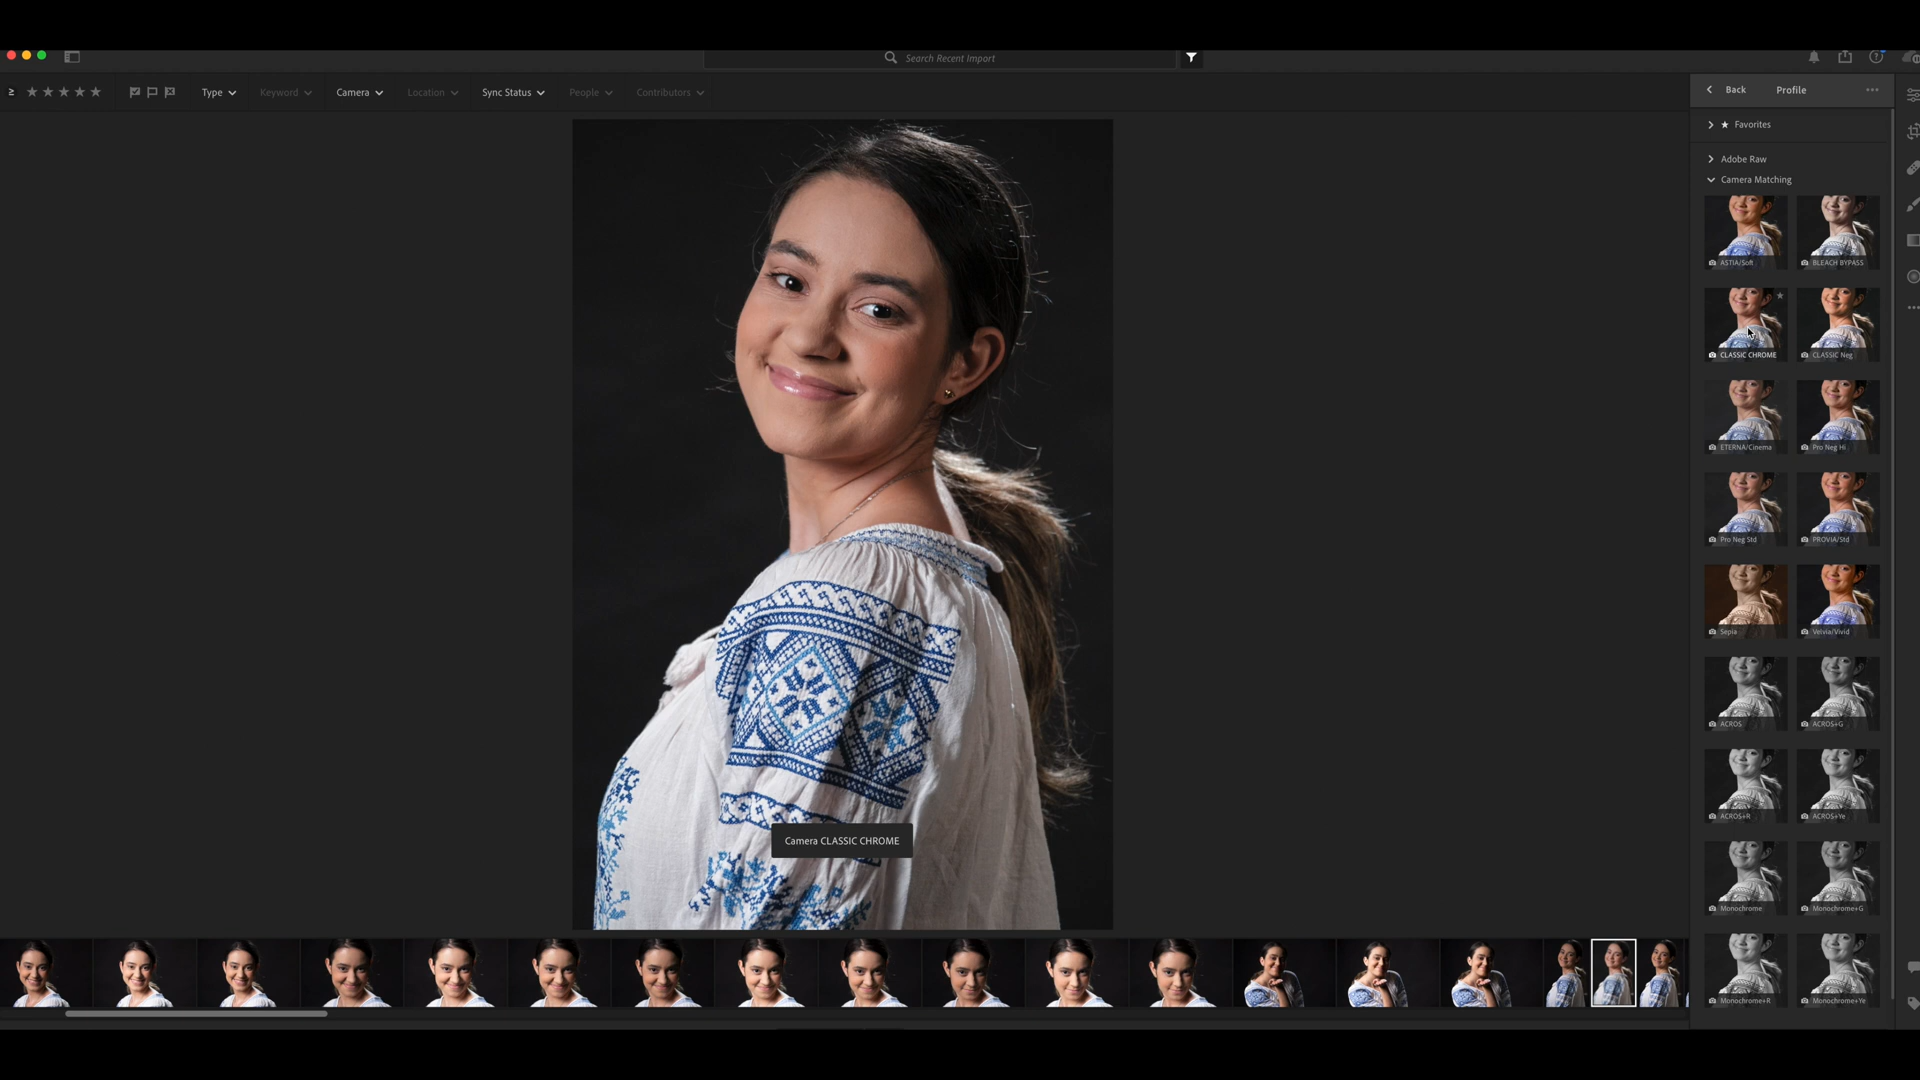 Search Recent Import
≥
Type
Keyword
Camera
Location
Sync Status
People
Contributors
Back
Profile
Favorites
Adobe Raw
Camera Matching
ASTIA/Soft
BLEACH BYPASS
CLASSIC CHROME
CLASSIC Neg
ETERNA/Cinema
Pro Neg Hi
Pro Neg Std
PROVIA/Std
Sepia
Velvia/Vivid
ACROS
ACROS+G
ACROS+R
ACROS+Ye
Monochrome
Monochrome+G
Monochrome+R
Monochrome+Ye
Camera CLASSIC CHROME